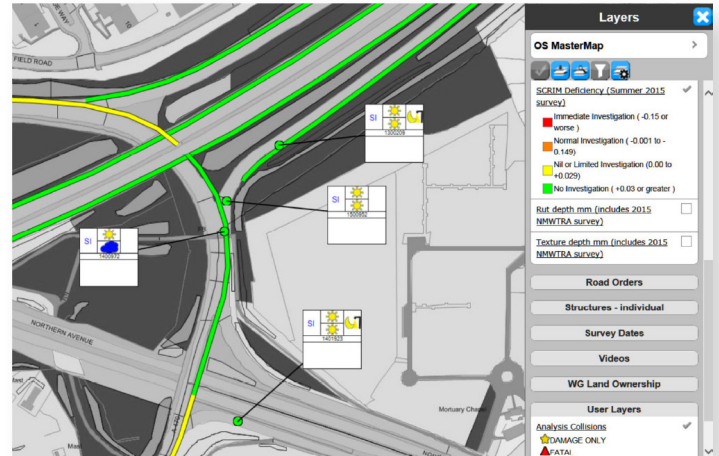 WAY
FIELD ROAD
SI
1300209
SI
1500952
SI
1400872
SI
1401823
NORTHERN AVENUE
Mortuary Chapel
A 470
Layers
OS MasterMap
SCRIM Deficiency (Summer 2015
survey)
Immediate Investigation ( -0.15 or
worse )
Normal Investigation ( -0.001 to -
0.149)
Nil or Limited Investigation (0.00 to
+0.029)
No Investigation ( +0.03 or greater )
Rut depth mm (includes 2015
NMWTRA survey)
Texture depth mm (includes 2015
NMWTRA survey)
Road Orders
Structures - individual
Survey Dates
Videos
WG Land Ownership
User Layers
Analysis Collisions
DAMAGE ONLY
FATAL